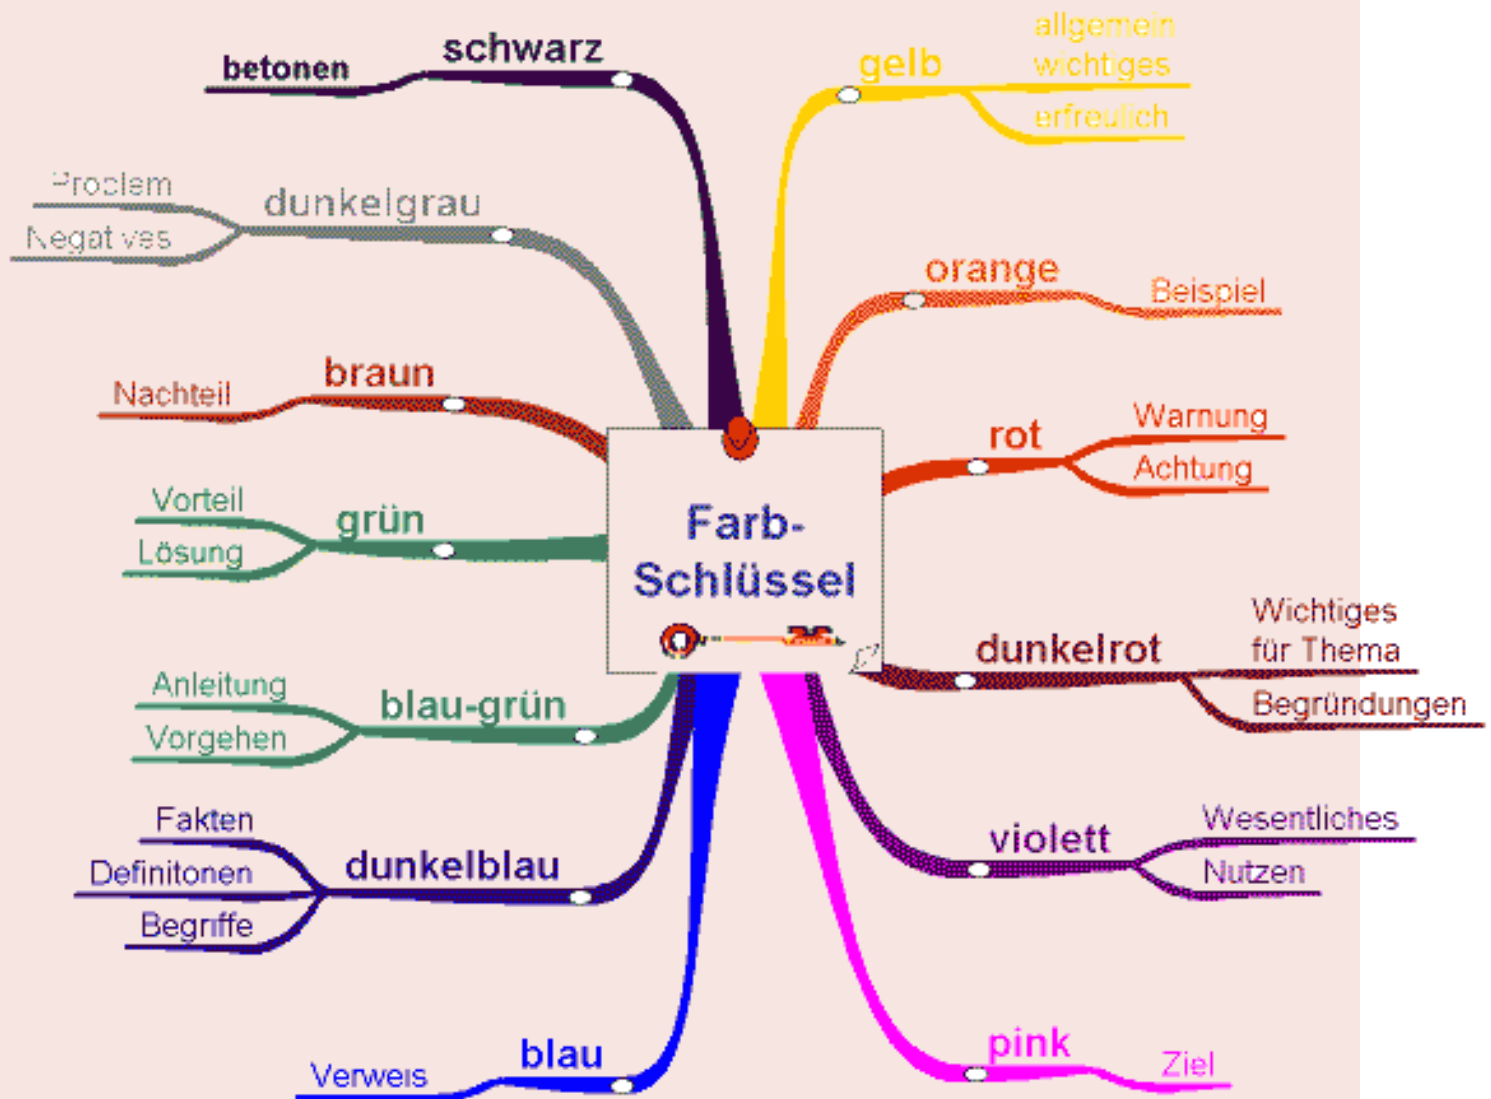 Farb-
Schlüssel
gelb
allgemein
wichtiges
erfreulich
orange
Beispiel
rot
Warnung
Achtung
dunkelrot
Wichtiges
für Thema
Begründungen
violett
Wesentliches
Nutzen
pink
Ziel
blau
Verweis
dunkelblau
Fakten
Definitonen
Begriffe
blau-grün
Anleitung
Vorgehen
grün
Vorteil
Lösung
braun
Nachteil
dunkelgrau
Problem
Negatives
schwarz
betonen